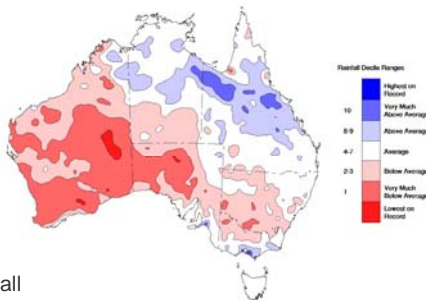 Rainfall Decile Ranges
Highest on
Record
10
Very Much
Above Average
8-9
Above Average
4-7
Average
2-3
Below Average
1
Very Much
Below Average
Lowest on
Record
all